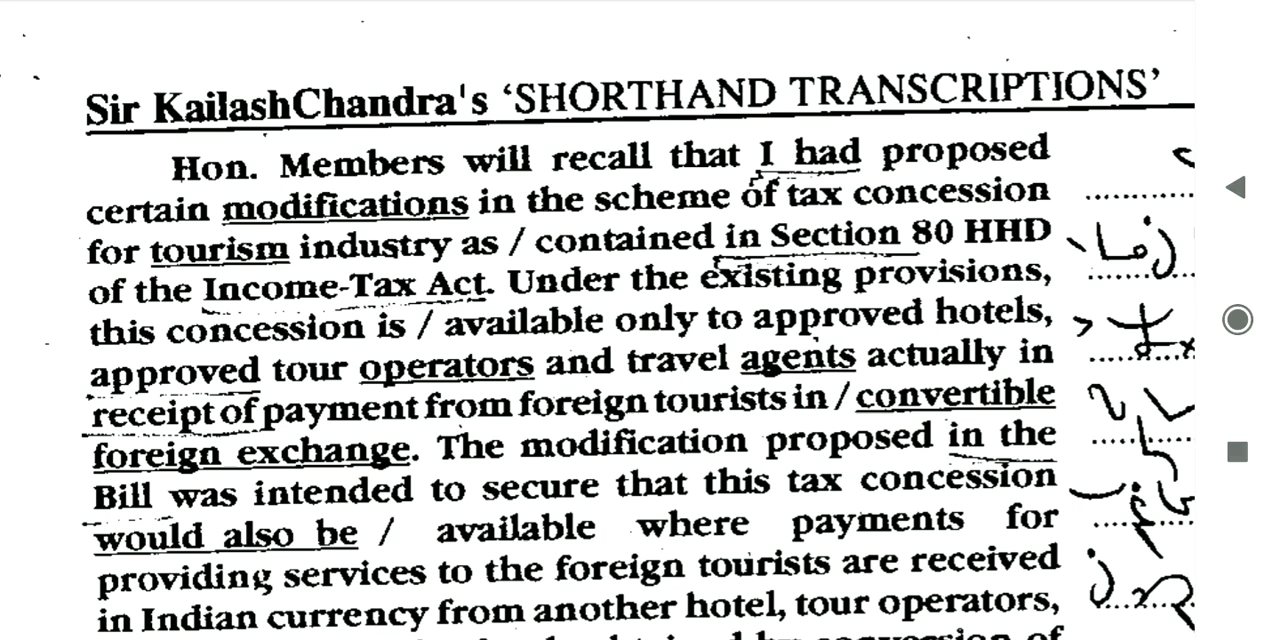 Sir KailashChandra's 'SHORTHAND TRANSCRIPTIONS'
Hon. Members will recall that I had proposed
certain modifications in the scheme of tax concession
for tourism industry as / contained in Section 80 HHD
of the Income-Tax Act. Under the existing provisions,
this concession is / available only to approved hotels,
approved tour operators and travel agents actually in
receipt of payment from foreign tourists in / convertible
foreign exchange. The modification proposed in the
Bill was intended to secure that this tax concession
would also be / available where payments for
providing services to the foreign tourists are received
in Indian currency from another hotel, tour operators,